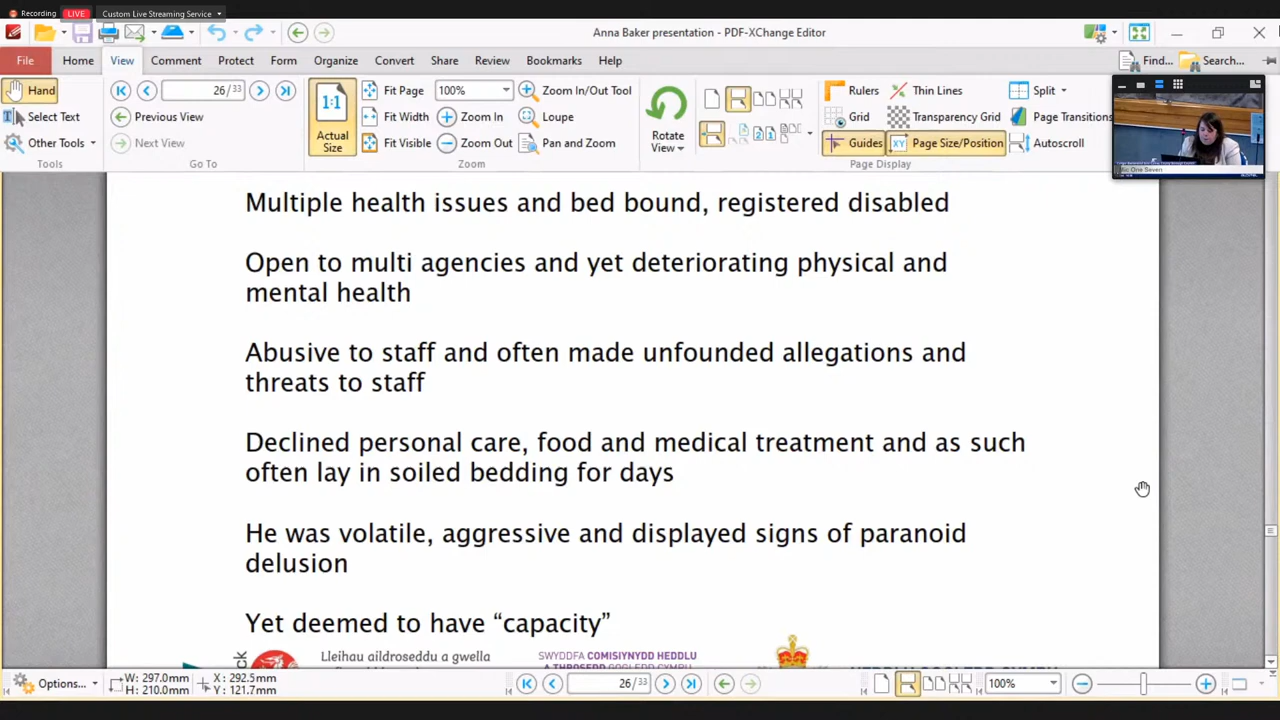 Recording LIVE Custom Live Streaming Service
Anna Baker presentation - PDF-XChange Editor
File Home View Comment Protect Form Organize Convert Share Review Bookmarks Help Find... Search...
Hand 26 / 33 Fit Page 100% Zoom In/Out Tool Rulers Thin Lines Split
Select Text Previous View 1:1 Fit Width Zoom In Loupe Grid Transparency Grid Page Transitions
Actual Size Rotate View
Other Tools Next View Fit Visible Zoom Out Pan and Zoom Guides Page Size/Position Autoscroll
Tools Go To Zoom Page Display
Mic One Seven
Multiple health issues and bed bound, registered disabled
Open to multi agencies and yet deteriorating physical and
mental health
Abusive to staff and often made unfounded allegations and
threats to staff
Declined personal care, food and medical treatment and as such
often lay in soiled bedding for days
He was volatile, aggressive and displayed signs of paranoid
delusion
Yet deemed to have “capacity”
Lleihau aildroseddu a gwella
SWYDDFA COMISIYNYDD HEDDLU
A THROSEDD GOGLEDD CYMRU
Options... W: 297.0mm X: 292.5mm 26 / 33 100%
H: 210.0mm Y: 121.7mm